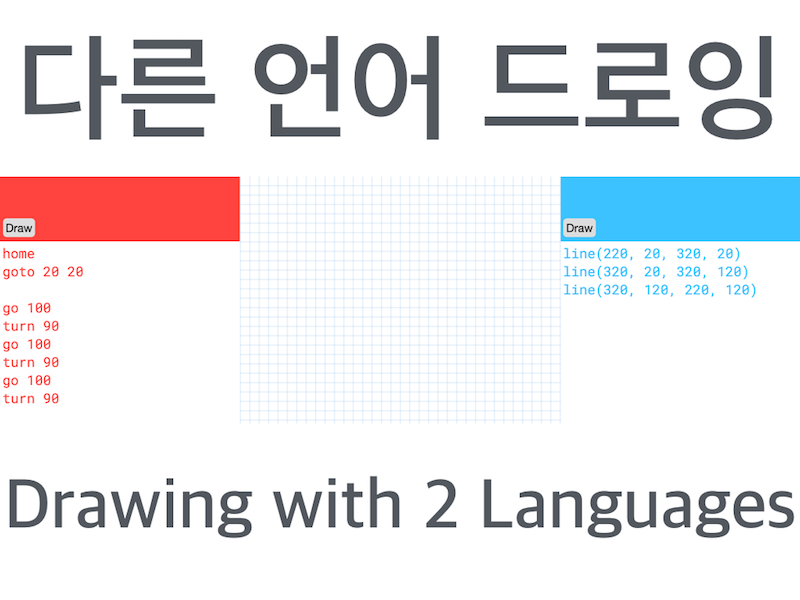 다른 언어 드로잉
Draw
home
goto 20 20
go 100
turn 90
go 100
turn 90
go 100
turn 90
Draw
line(220, 20, 320, 20)
line(320, 20, 320, 120)
line(320, 120, 220, 120)
Drawing with 2 Languages